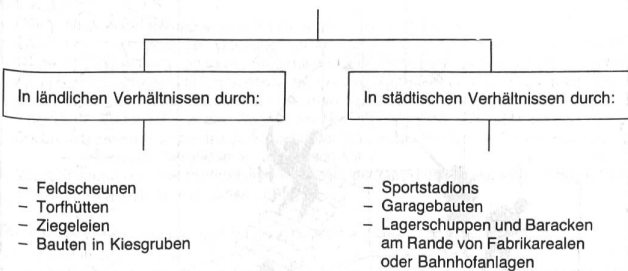 In ländlichen Verhältnissen durch:
– Feldscheunen
– Torfhütten
– Ziegeleien
– Bauten in Kiesgruben
In städtischen Verhältnissen durch:
– Sportstadions
– Garagebauten
– Lagerschuppen und Baracken
am Rande von Fabrikarealen
oder Bahnhofanlagen